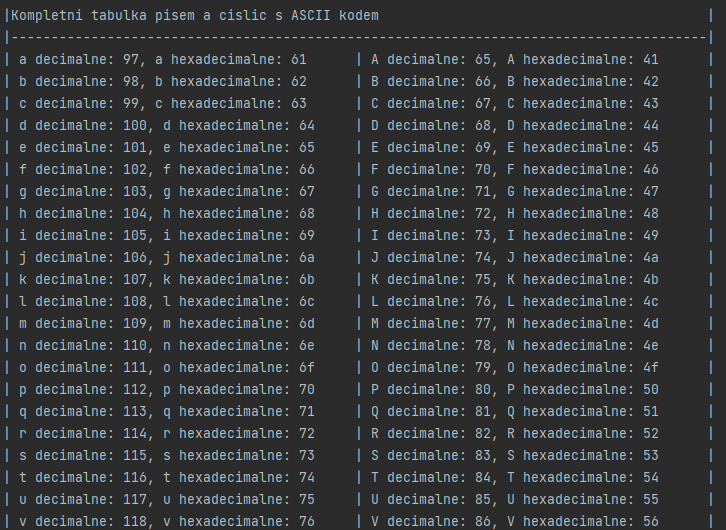 |Kompletni tabulka pisem a cislic s ASCII kodem |
|---------------------------------------------------------------------------------------|
| a decimalne: 97, a hexadecimalne: 61 | A decimalne: 65, A hexadecimalne: 41 |
| b decimalne: 98, b hexadecimalne: 62 | B decimalne: 66, B hexadecimalne: 42 |
| c decimalne: 99, c hexadecimalne: 63 | C decimalne: 67, C hexadecimalne: 43 |
| d decimalne: 100, d hexadecimalne: 64 | D decimalne: 68, D hexadecimalne: 44 |
| e decimalne: 101, e hexadecimalne: 65 | E decimalne: 69, E hexadecimalne: 45 |
| f decimalne: 102, f hexadecimalne: 66 | F decimalne: 70, F hexadecimalne: 46 |
| g decimalne: 103, g hexadecimalne: 67 | G decimalne: 71, G hexadecimalne: 47 |
| h decimalne: 104, h hexadecimalne: 68 | H decimalne: 72, H hexadecimalne: 48 |
| i decimalne: 105, i hexadecimalne: 69 | I decimalne: 73, I hexadecimalne: 49 |
| j decimalne: 106, j hexadecimalne: 6a | J decimalne: 74, J hexadecimalne: 4a |
| k decimalne: 107, k hexadecimalne: 6b | K decimalne: 75, K hexadecimalne: 4b |
| l decimalne: 108, l hexadecimalne: 6c | L decimalne: 76, L hexadecimalne: 4c |
| m decimalne: 109, m hexadecimalne: 6d | M decimalne: 77, M hexadecimalne: 4d |
| n decimalne: 110, n hexadecimalne: 6e | N decimalne: 78, N hexadecimalne: 4e |
| o decimalne: 111, o hexadecimalne: 6f | O decimalne: 79, O hexadecimalne: 4f |
| p decimalne: 112, p hexadecimalne: 70 | P decimalne: 80, P hexadecimalne: 50 |
| q decimalne: 113, q hexadecimalne: 71 | Q decimalne: 81, Q hexadecimalne: 51 |
| r decimalne: 114, r hexadecimalne: 72 | R decimalne: 82, R hexadecimalne: 52 |
| s decimalne: 115, s hexadecimalne: 73 | S decimalne: 83, S hexadecimalne: 53 |
| t decimalne: 116, t hexadecimalne: 74 | T decimalne: 84, T hexadecimalne: 54 |
| u decimalne: 117, u hexadecimalne: 75 | U decimalne: 85, U hexadecimalne: 55 |
| v decimalne: 118, v hexadecimalne: 76 | V decimalne: 86, V hexadecimalne: 56 |